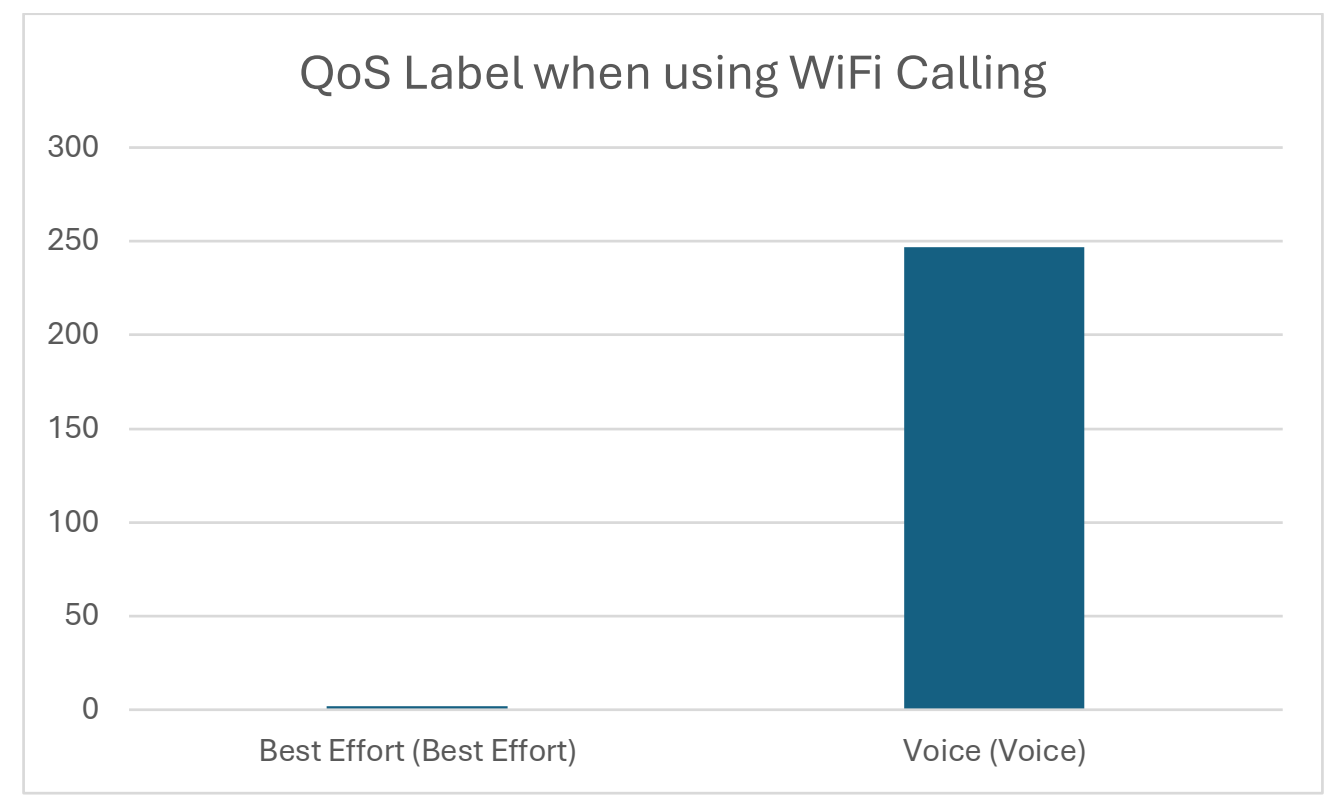 QoS Label when using WiFi Calling
300
250
200
150
100
50
0
Best Effort (Best Effort)
Voice (Voice)